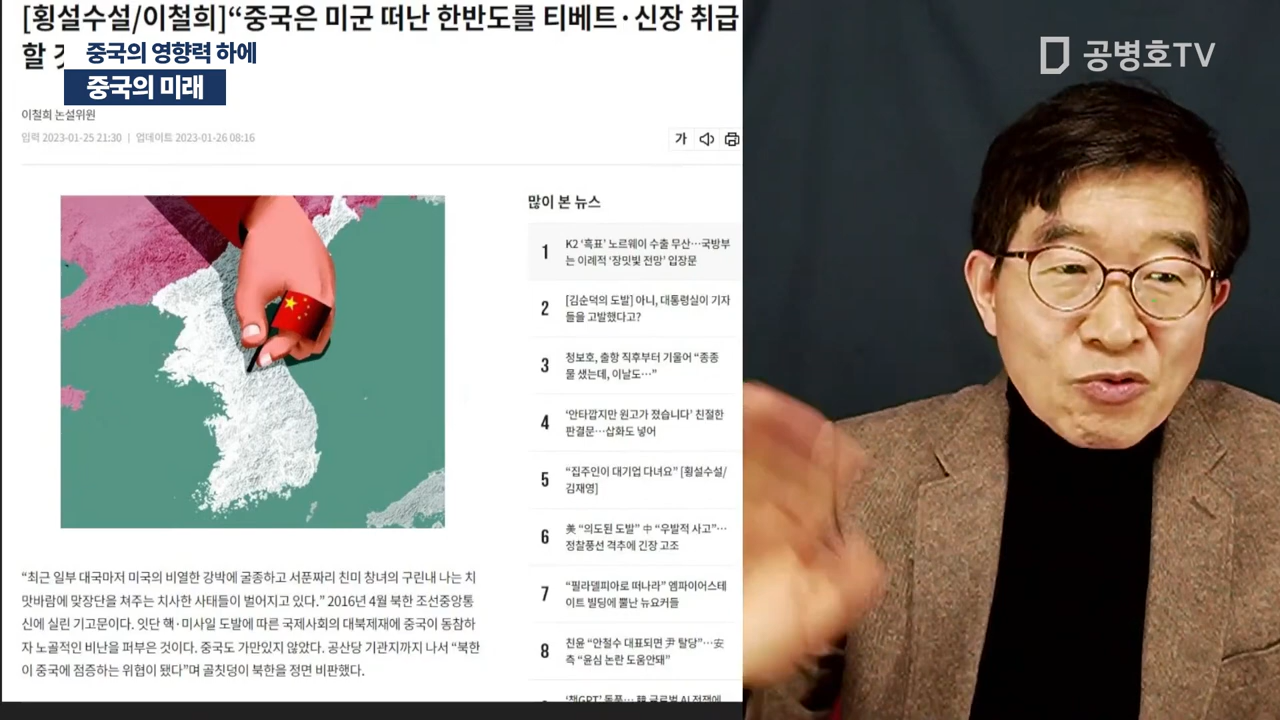 [횡설수설/이철희]“중국은 미군 떠난 한반도를 티베트·신장 취급
할
중국의 영향력 하에
중국의 미래
공병호TV
이철희 논설위원
입력 2023-01-25 21:30 | 업데이트 2023-01-26 08:16
가
많이 본 뉴스
1
K2 ‘흑표’ 노르웨이 수출 무산…국방부
는 이례적 ‘장밋빛 전망’ 입장문
2
[김순덕의 도발] 아니, 대통령실이 기자
들을 고발했다고?
3
청보호, 출항 직후부터 기울어 “종종
물 샜는데, 이날도…”
4
‘안타깝지만 원고가 졌습니다’ 친절한
판결문…삽화도 넣어
5
“집주인이 대기업 다녀요” [횡설수설/
김재영]
6
美 “의도된 도발” 中 “우발적 사고”…
정찰풍선 격추에 긴장 고조
7
“필라델피아로 떠나라” 엠파이어스테
이트 빌딩에 뿔난 뉴요커들
8
친윤 “안철수 대표되면 尹 탈당”…安
측 “윤심 논란 도움안돼”
‘챗GPT’ 돌풍… 韓 글로벌 AI 전쟁에
“최근 일부 대국마저 미국의 비열한 강박에 굴종하고 서푼짜리 친미 창녀의 구린내 나는 치
맛바람에 맞장단을 쳐주는 치사한 사태들이 벌어지고 있다.” 2016년 4월 북한 조선중앙통
신에 실린 기고문이다. 잇단 핵·미사일 도발에 따른 국제사회의 대북제재에 중국이 동참하
자 노골적인 비난을 퍼부은 것이다. 중국도 가만있지 않았다. 공산당 기관지까지 나서 “북한
이 중국에 점증하는 위협이 됐다”며 골칫덩이 북한을 정면 비판했다.